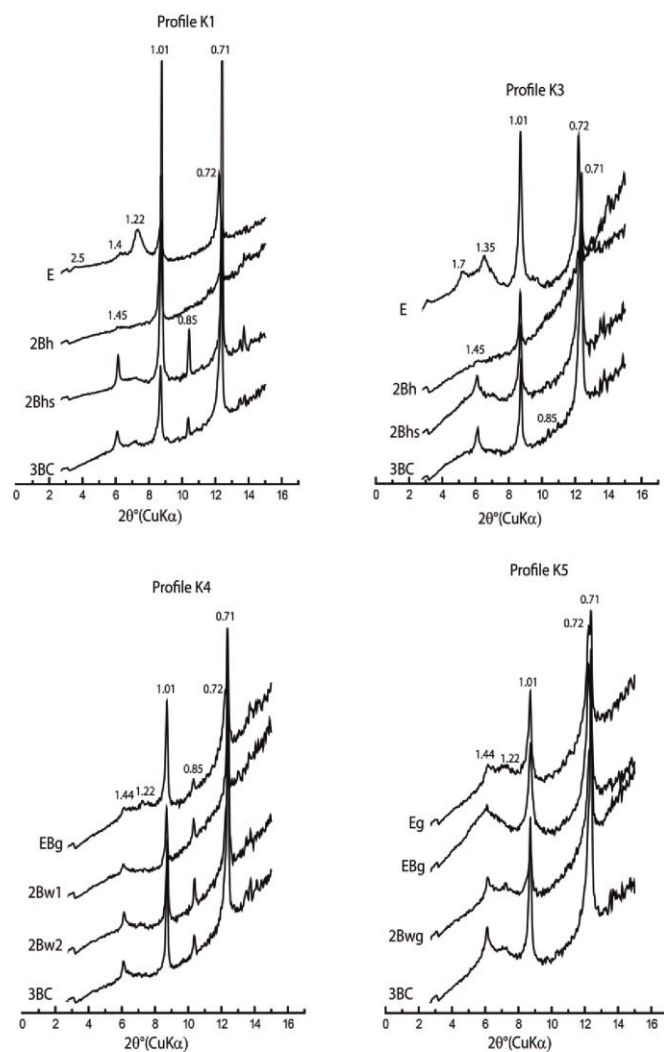 Profile K1
1.01 0.71
0.72
1.22
1.4
2.5
E
0.85
1.45
2Bh
2Bhs
3BC
0 2 4 6 8 10 12 14 16
2θ°(CuKα)
Profile K3
1.01 0.72
0.71
1.35
1.7
E
1.45
2Bh
2Bhs
0.85
3BC
0 2 4 6 8 10 12 14 16
2θ°(CuKα)
Profile K4
0.71
1.01 0.72
0.85
1.44 1.22
EBg
2Bw1
2Bw2
3BC
0 2 4 6 8 10 12 14 16
2θ°(CuKα)
Profile K5
0.71
0.72
1.01
1.44 1.22
Eg
EBg
2Bwg
3BC
0 2 4 6 8 10 12 14 16
2θ°(CuKα)